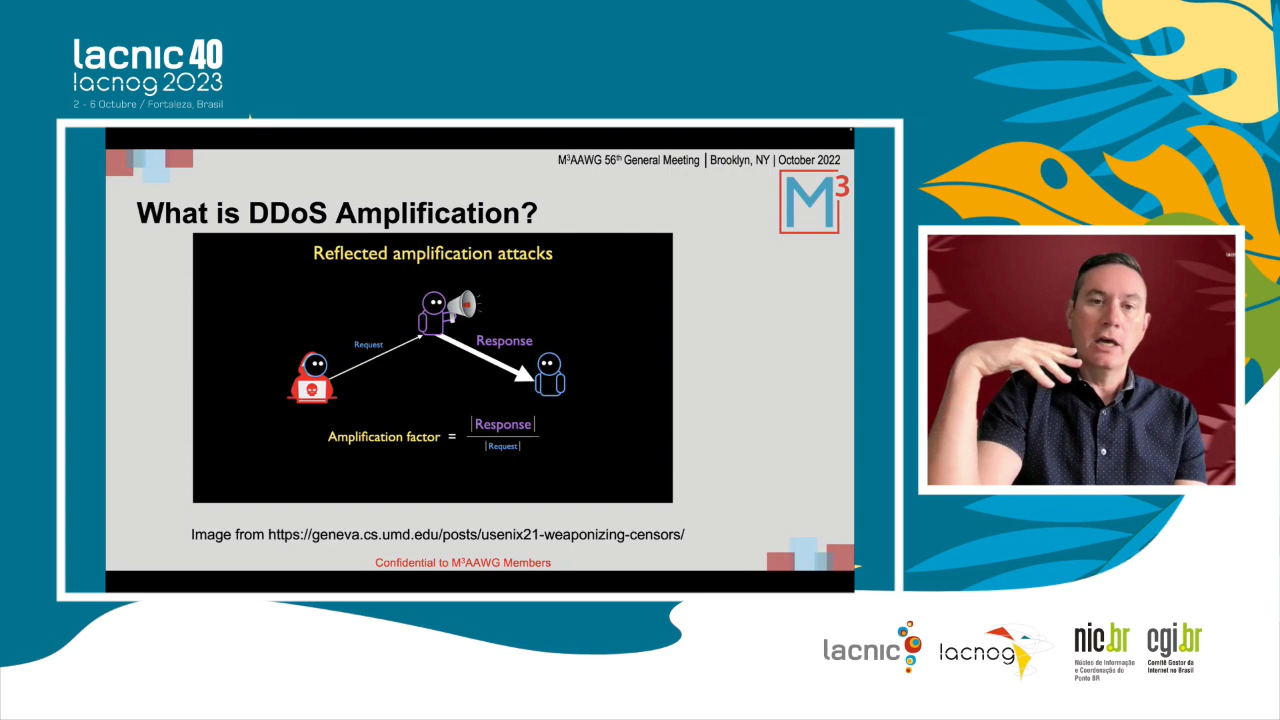 lacnic 40
lacnog 2023
2 - 6 Octubre / Fortaleza, Brasil
M³AAWG 56th General Meeting | Brooklyn, NY | October 2022
M3
What is DDoS Amplification?
Reflected amplification attacks
Request
Response
Amplification factor = |Response|
|Request|
Image from https://geneva.cs.umd.edu/posts/usenix21-weaponizing-censors/
Confidential to M³AAWG Members
lacnic
lacnog
nic.br
Núcleo de Informação
e Coordenação do
Ponto BR
cgi.br
Comitê Gestor da
Internet no Brasil